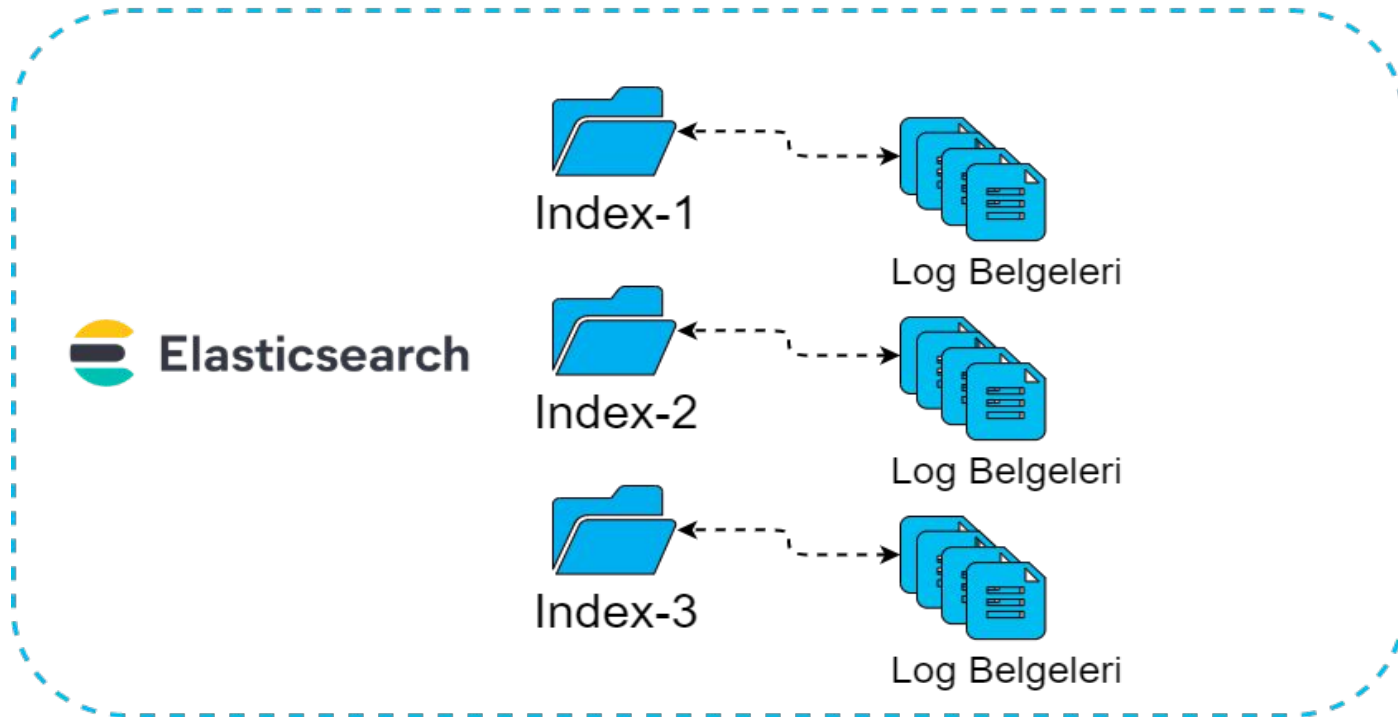 Index-1
Log Belgeleri
Elasticsearch
Index-2
Log Belgeleri
Index-3
Log Belgeleri